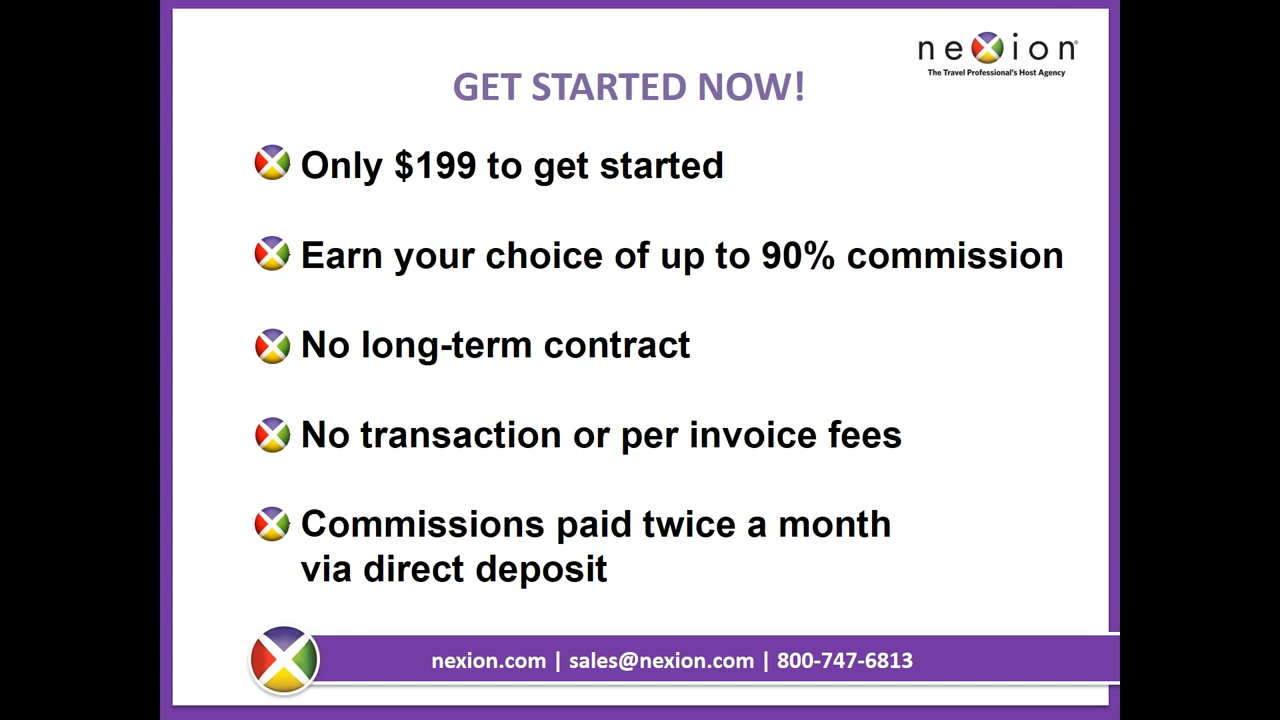 nexion®
The Travel Professional's Host Agency
GET STARTED NOW!
Only $199 to get started
Earn your choice of up to 90% commission
No long-term contract
No transaction or per invoice fees
Commissions paid twice a month
via direct deposit
nexion.com | sales@nexion.com | 800-747-6813